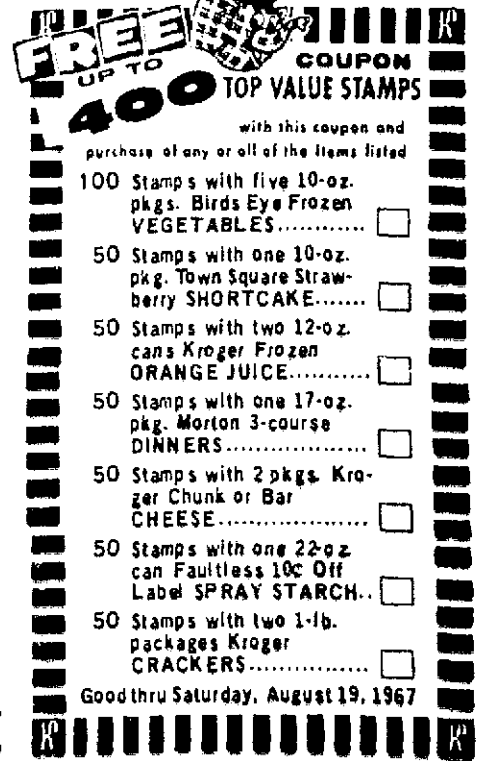 FREE
UP TO
400
COUPON
TOP VALUE STAMPS
with this coupon and
purchase of any or all of the items listed
100 Stamps with five 10-oz.
pkgs. Birds Eye Frozen
VEGETABLES............
50 Stamps with one 10-oz.
pkg. Town Square Straw-
berry SHORTCAKE.......
50 Stamps with two 12-oz.
cans Kroger Frozen
ORANGE JUICE...........
50 Stamps with one 17-oz.
pkg. Morton 3-course
DINNERS..................
50 Stamps with 2 pkgs. Kro-
ger Chunk or Bar
CHEESE...................
50 Stamps with one 22-oz.
can Faultless 10c Off
Label SPRAY STARCH..
50 Stamps with two 1-lb.
packages Kroger
CRACKERS...............
Good thru Saturday, August 19, 1967